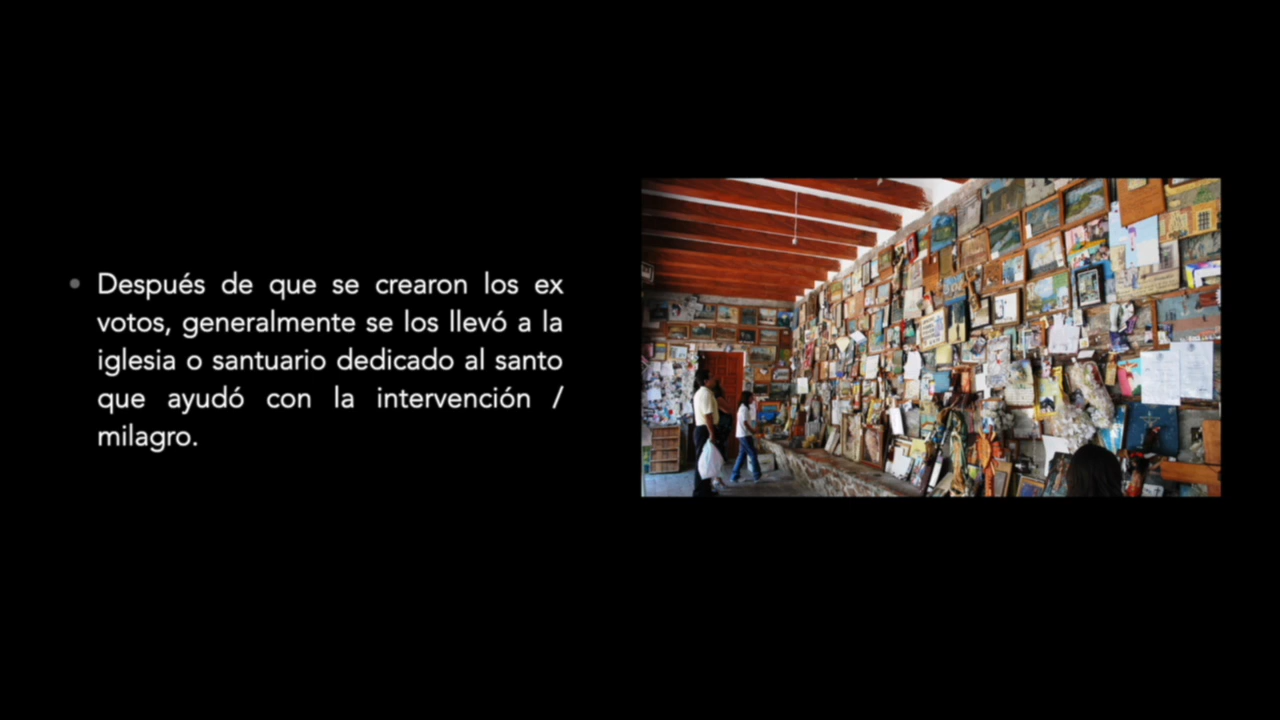 Después de que se crearon los ex
votos, generalmente se los llevó a la
iglesia o santuario dedicado al santo
que ayudó con la intervención /
milagro.